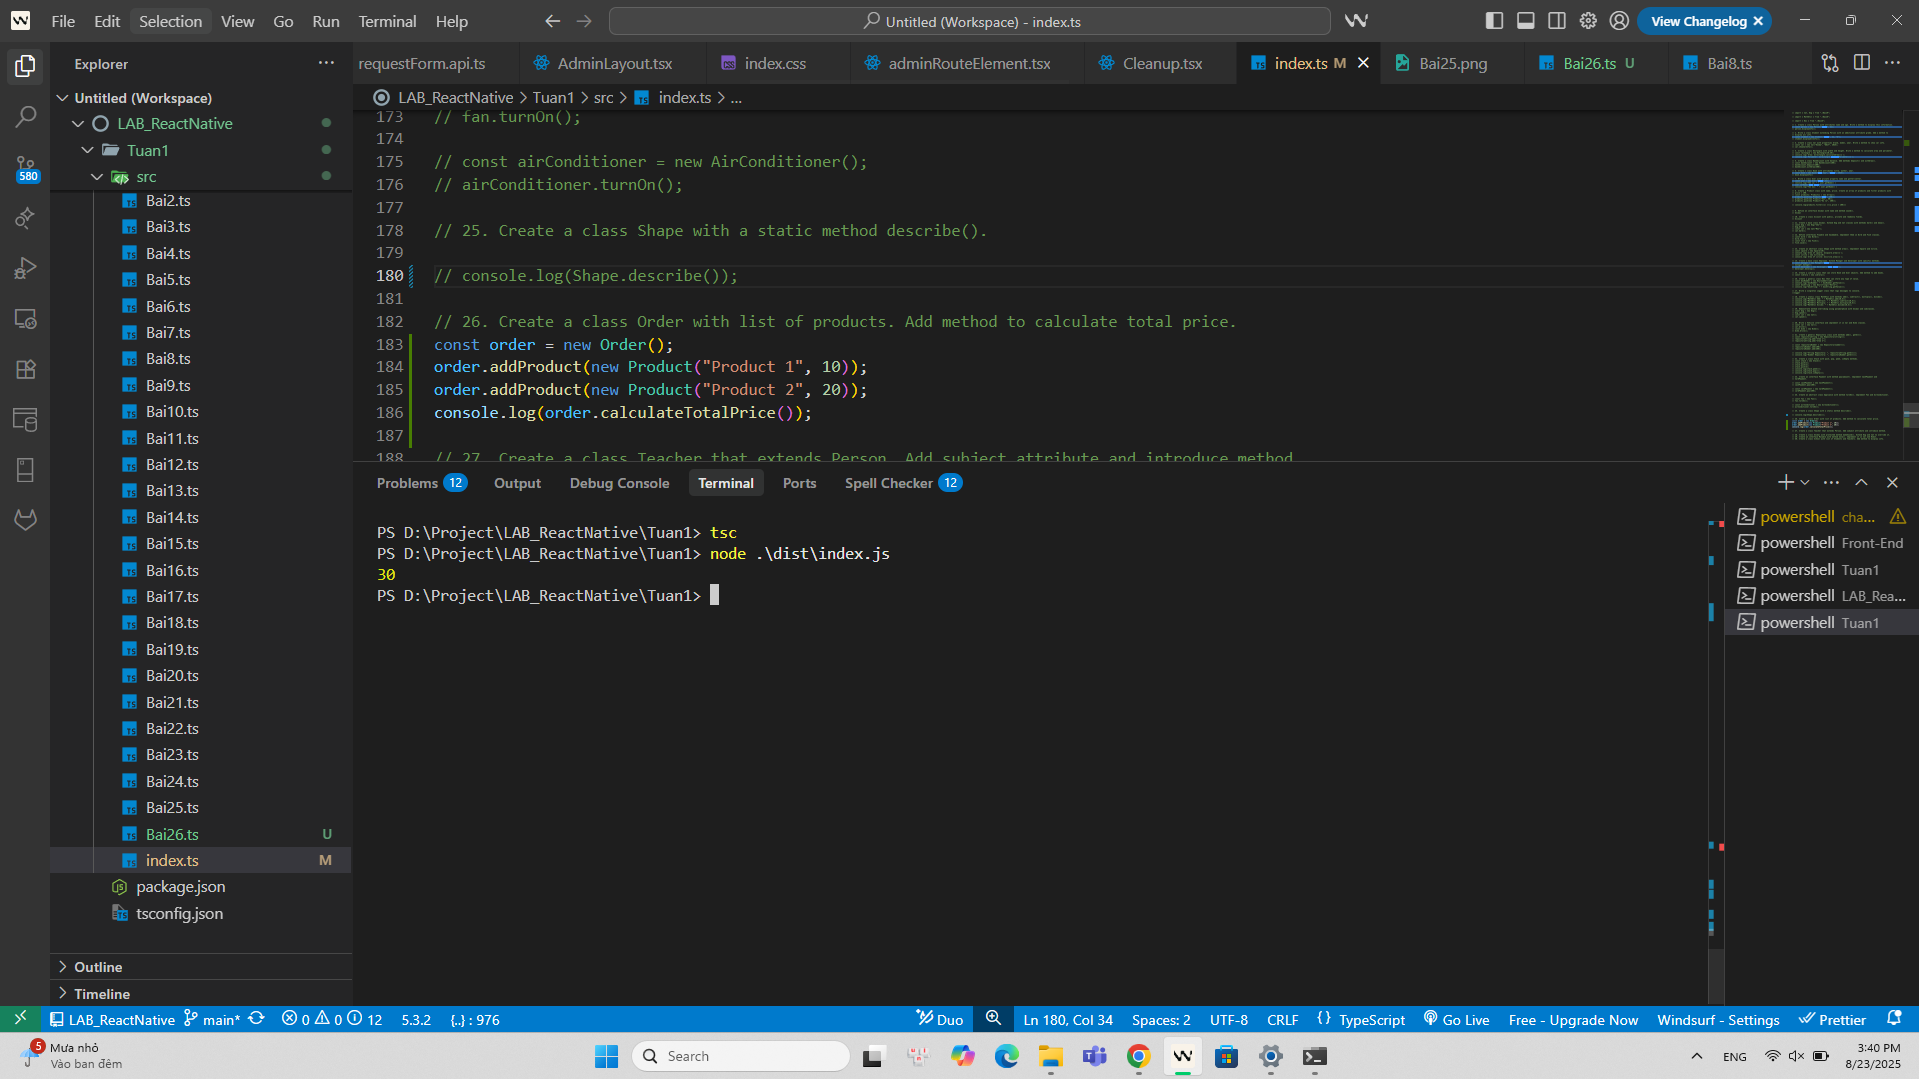 File Edit Selection View Go Run Terminal Help
Untitled (Workspace) - index.ts
View Changelog
Explorer
requestForm.api.ts
AdminLayout.tsx
index.css
adminRouteElement.tsx
Cleanup.tsx
index.ts M
Bai25.png
Bai26.ts U
Bai8.ts
LAB_ReactNative > Tuan1 > src > index.ts > ...
Untitled (Workspace)
LAB_ReactNative
Tuan1
src
Bai2.ts
Bai3.ts
Bai4.ts
Bai5.ts
Bai6.ts
Bai7.ts
Bai8.ts
Bai9.ts
Bai10.ts
Bai11.ts
Bai12.ts
Bai13.ts
Bai14.ts
Bai15.ts
Bai16.ts
Bai17.ts
Bai18.ts
Bai19.ts
Bai20.ts
Bai21.ts
Bai22.ts
Bai23.ts
Bai24.ts
Bai25.ts
Bai26.ts U
index.ts M
package.json
tsconfig.json
Outline
Timeline
580
173 // fan.turnOn();
174
175 // const airConditioner = new AirConditioner();
176 // airConditioner.turnOn();
177
178 // 25. Create a class Shape with a static method describe().
179
180 // console.log(Shape.describe());
181
182 // 26. Create a class Order with list of products. Add method to calculate total price.
183 const order = new Order();
184 order.addProduct(new Product("Product 1", 10));
185 order.addProduct(new Product("Product 2", 20));
186 console.log(order.calculateTotalPrice());
187
188 // 27. Create a class Teacher that extends Person. Add subject attribute and introduce method
Problems 12 Output Debug Console Terminal Ports Spell Checker 12
PS D:\Project\LAB_ReactNative\Tuan1> tsc
PS D:\Project\LAB_ReactNative\Tuan1> node .\dist\index.js
30
PS D:\Project\LAB_ReactNative\Tuan1>
powershell cha...
powershell Front-End
powershell Tuan1
powershell LAB_Rea...
powershell Tuan1
LAB_ReactNative main* 0 0 12 5.3.2 {..} : 976
Duo Ln 180, Col 34 Spaces: 2 UTF-8 CRLF {} TypeScript Go Live Free - Upgrade Now Windsurf - Settings Prettier
5
Mưa nhỏ
Vào ban đêm
Search
ENG
3:40 PM
8/23/2025